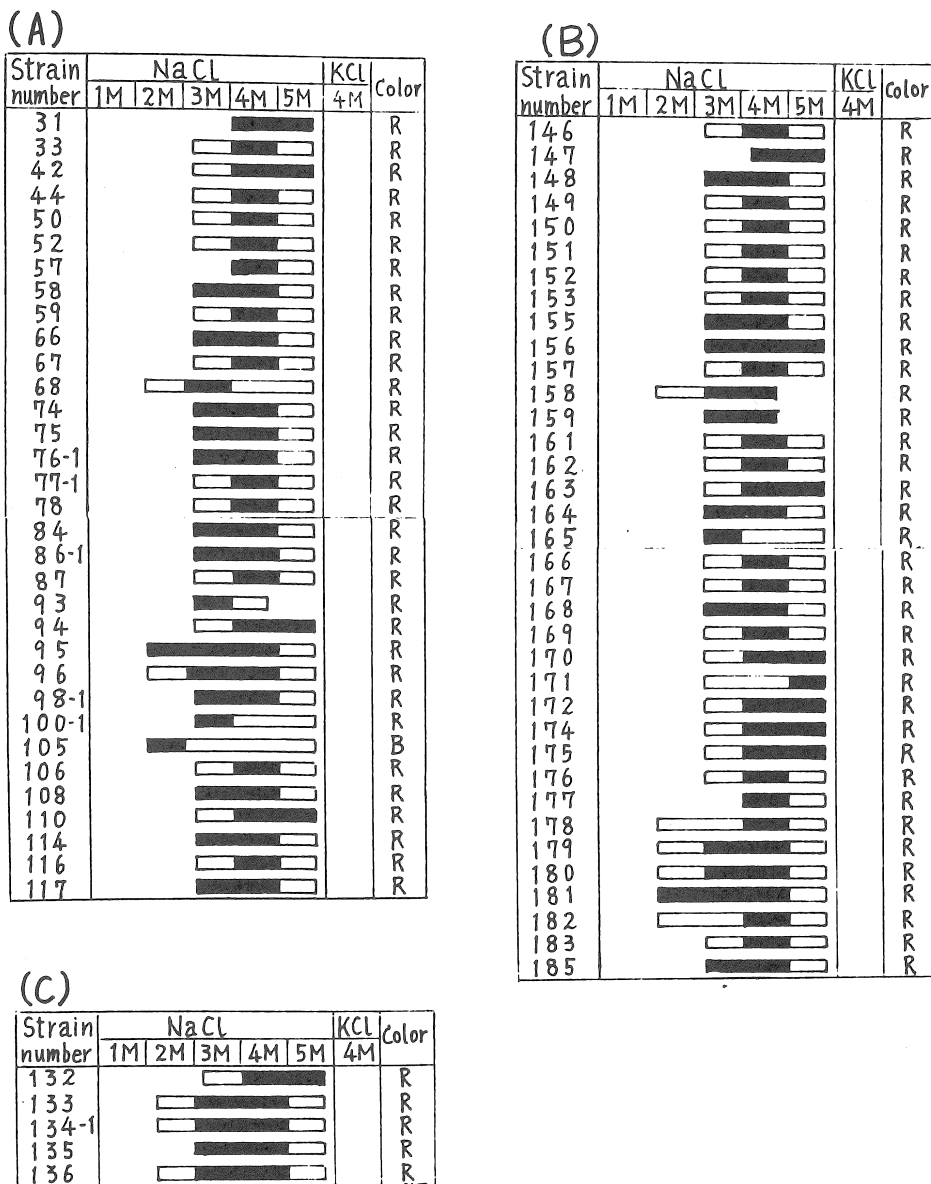 (A)
Strain number NaCl KCl Color
1M 2M 3M 4M 5M 4M
31 R
33 R
42 R
44 R
50 R
52 R
57 R
58 R
59 R
66 R
67 R
68 R
74 R
75 R
76-1 R
77-1 R
78 R
84 R
86-1 R
87 R
93 R
94 R
95 R
96 R
98-1 R
100-1 R
105 B
106 R
108 R
110 R
114 R
116 R
117 R
(B)
Strain number NaCl KCl Color
1M 2M 3M 4M 5M 4M
146 R
147 R
148 R
149 R
150 R
151 R
152 R
153 R
155 R
156 R
157 R
158 R
159 R
161 R
162 R
163 R
164 R
165 R
166 R
167 R
168 R
169 R
170 R
171 R
172 R
174 R
175 R
176 R
177 R
178 R
179 R
180 R
181 R
182 R
183 R
185 R
(C)
Strain number NaCl KCl Color
1M 2M 3M 4M 5M 4M
132 R
133 R
134-1 R
135 R
136 R